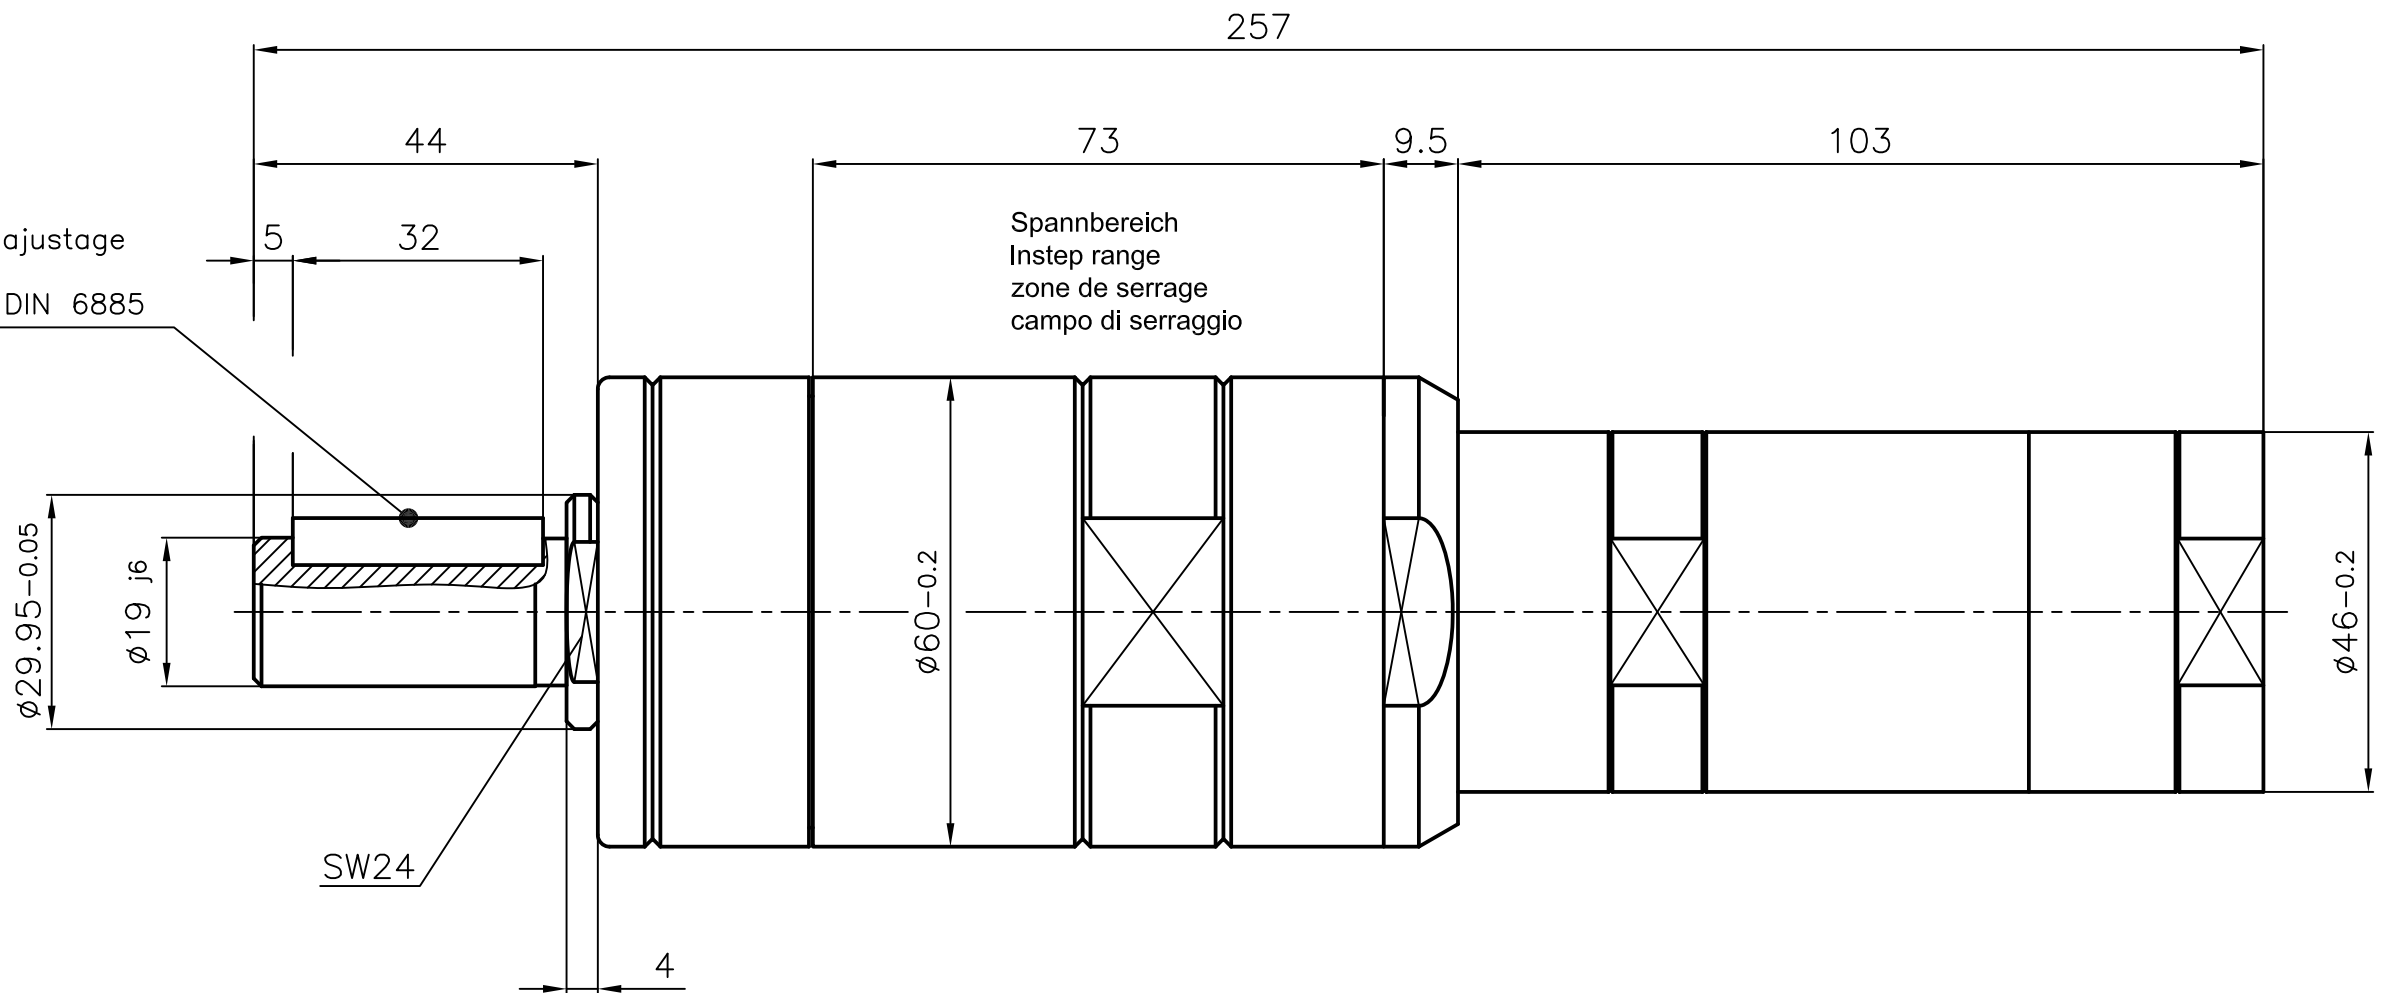 257
44
73
9.5
103
ajustage
5
32
DIN 6885
Spannbereich
Instep range
zone de serrage
campo di serraggio
ø29.95-0.05
ø19 j6
ø60-0.2
ø46-0.2
SW24
4